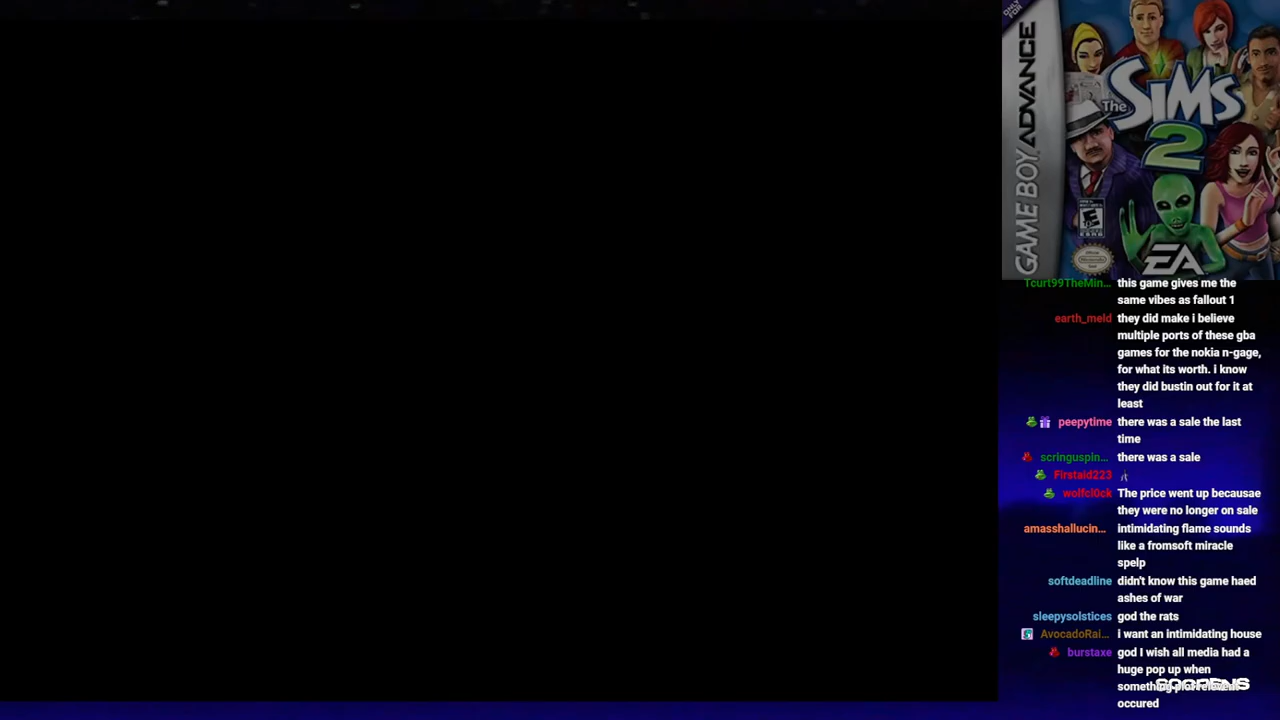 ONLY
FOR
GAME BOY ADVANCE
The
SIMS
2
EA
Tcurt99TheMin... this game gives me the
same vibes as fallout 1
earth_meld they did make i believe
multiple ports of these gba
games for the nokia n-gage,
for what its worth. i know
they did bustin out for it at
least
peepytime there was a sale the last
time
scringuspin... there was a sale
FirstaId223
wolfcl0ck The price went up becausae
they were no longer on sale
amasshallucin... intimidating flame sounds
like a fromsoft miracle
spelp
softdeadline didn't know this game haed
ashes of war
sleepysolstices god the rats
AvocadoRai... i want an intimidating house
burstaxe god I wish all media had a
huge pop up when
something
occured